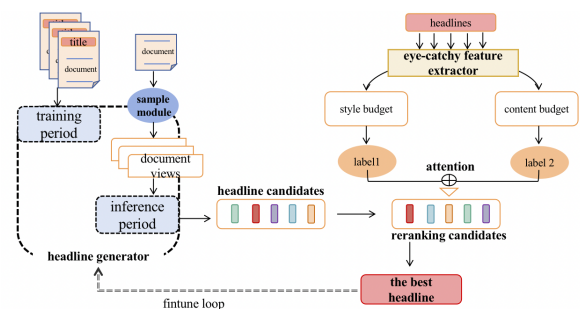 title
document
document
training
period
sample
module
document
views
inference
period
headline generator
headline candidates
headlines
eye-catchy feature
extractor
style budget
content budget
label1
attention
label 2
reranking candidates
the best
headline
fintune loop